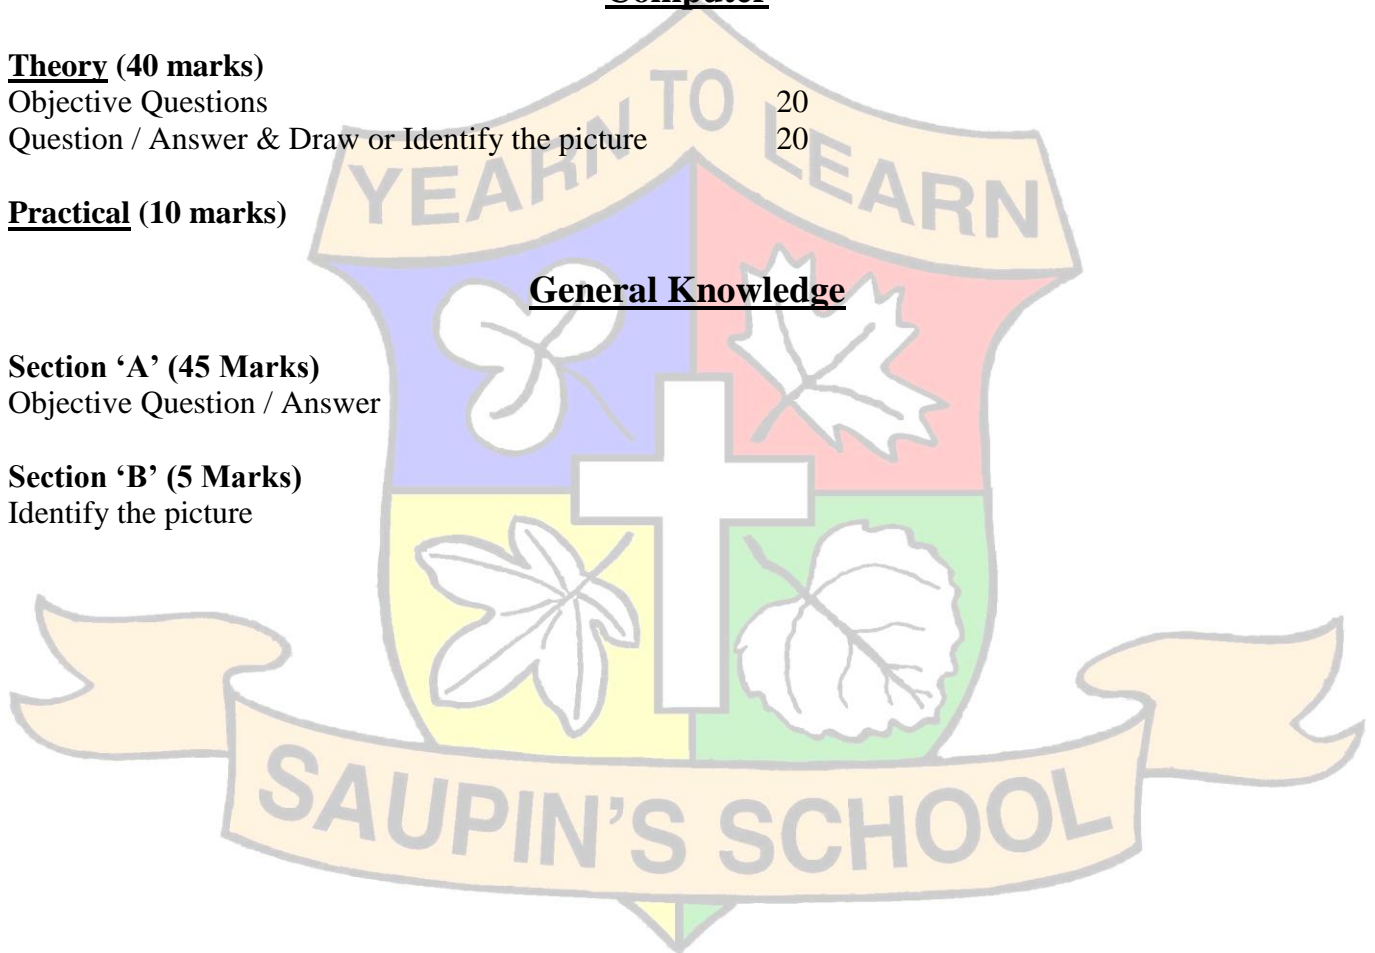 Computer
Theory (40 marks)
Objective Questions 20
Question / Answer & Draw or Identify the picture 20
Practical (10 marks)
General Knowledge
Section ‘A’ (45 Marks)
Objective Question / Answer
Section ‘B’ (5 Marks)
Identify the picture
YEARN TO LEARN
SAUPIN’S SCHOOL